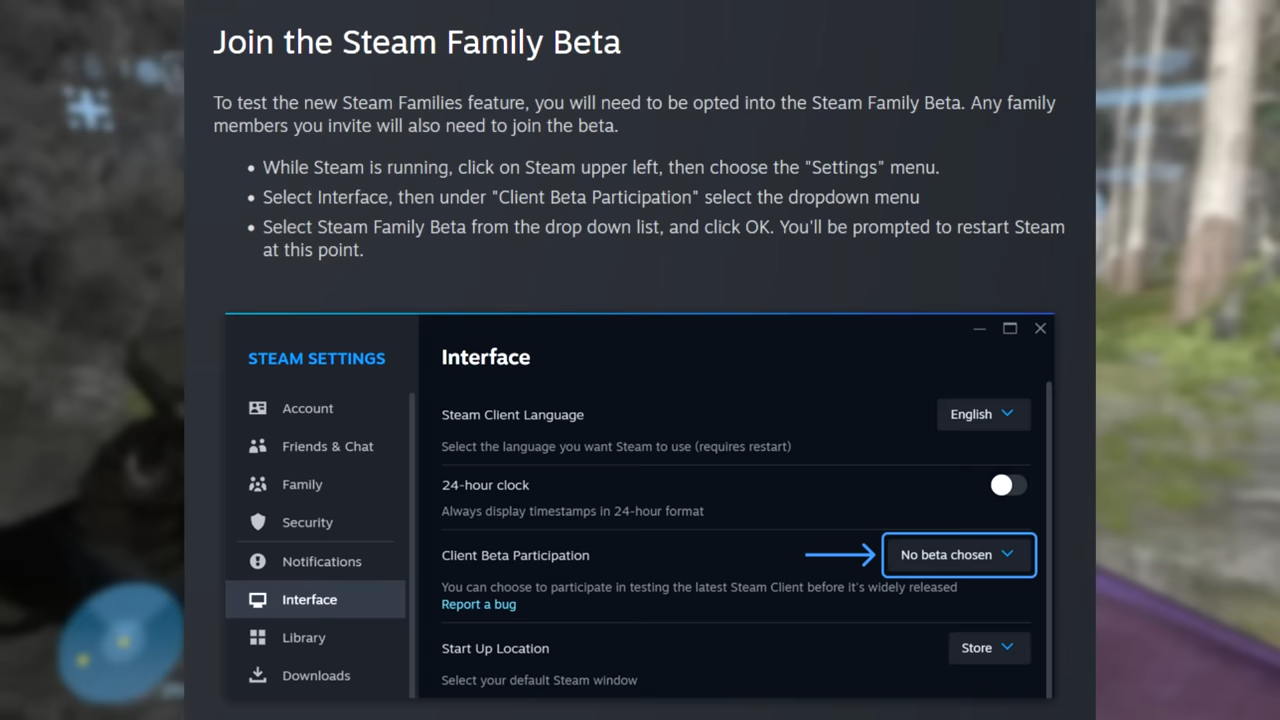 Join the Steam Family Beta
To test the new Steam Families feature, you will need to be opted into the Steam Family Beta. Any family
members you invite will also need to join the beta.
• While Steam is running, click on Steam upper left, then choose the "Settings" menu.
• Select Interface, then under "Client Beta Participation" select the dropdown menu
• Select Steam Family Beta from the drop down list, and click OK. You'll be prompted to restart Steam
at this point.
STEAM SETTINGS
Account
Friends & Chat
Family
Security
Notifications
Interface
Library
Downloads
Interface
Steam Client Language
English
Select the language you want Steam to use (requires restart)
24-hour clock
Always display timestamps in 24-hour format
Client Beta Participation
No beta chosen
You can choose to participate in testing the latest Steam Client before it's widely released
Report a bug
Start Up Location
Store
Select your default Steam window